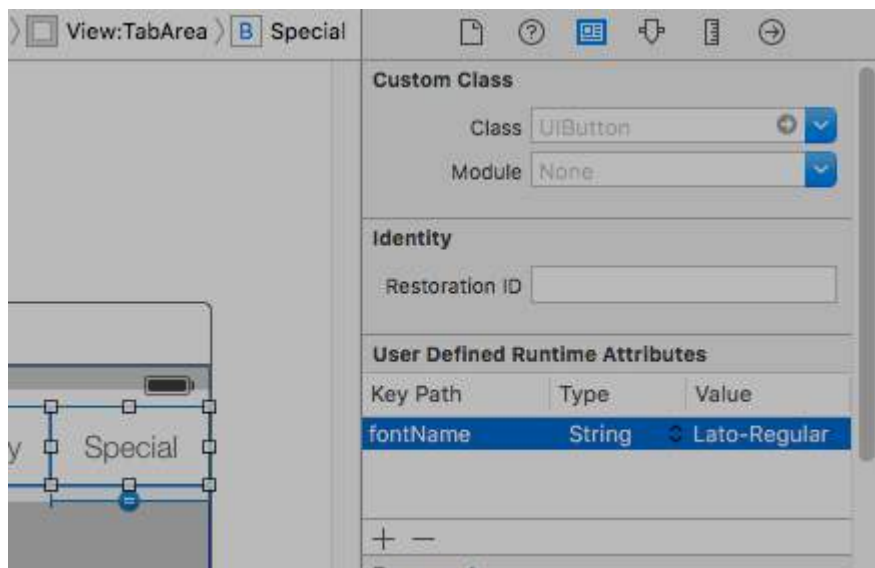 View:TabArea B Special
Custom Class
Class UIButton
Module None
Identity
Restoration ID
User Defined Runtime Attributes
Key Path Type Value
fontName String Lato-Regular
y Special